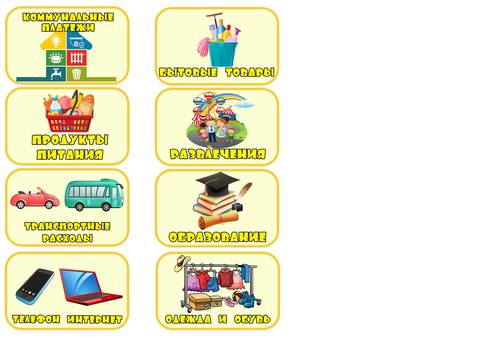 КОММУНАЛЬНЫЕ
ПЛАТЕЖИ
БЫТОВЫЕ ТОВАРЫ
ПРОДУКТЫ
ПИТАНИЯ
РАЗВЛЕЧЕНИЯ
ТРАНСПОРТНЫЕ
РАСХОДЫ
ОБРАЗОВАНИЕ
ТЕЛЕФОН ИНТЕРНЕТ
ОДЕЖДА И ОБУВЬ